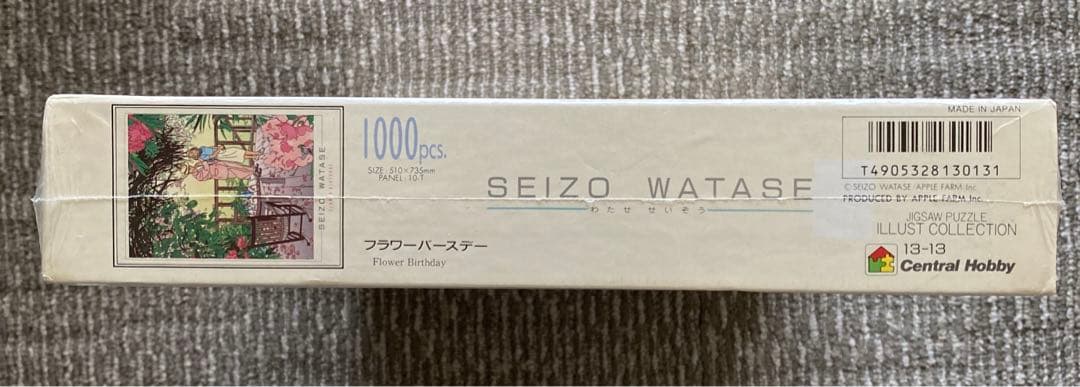 SEIZO WATASE
1000pcs.
SIZE : 510×735mm
PANEL : 10-T
フラワーバースデー
Flower Birthday
SEIZO WATASE
わたせ せいぞう
MADE IN JAPAN
T4905328130131
© SEIZO WATASE/APPLE FARM Inc.
PRODUCED BY APPLE FARM Inc.
JIGSAW PUZZLE
ILLUST COLLECTION
13-13
Central Hobby